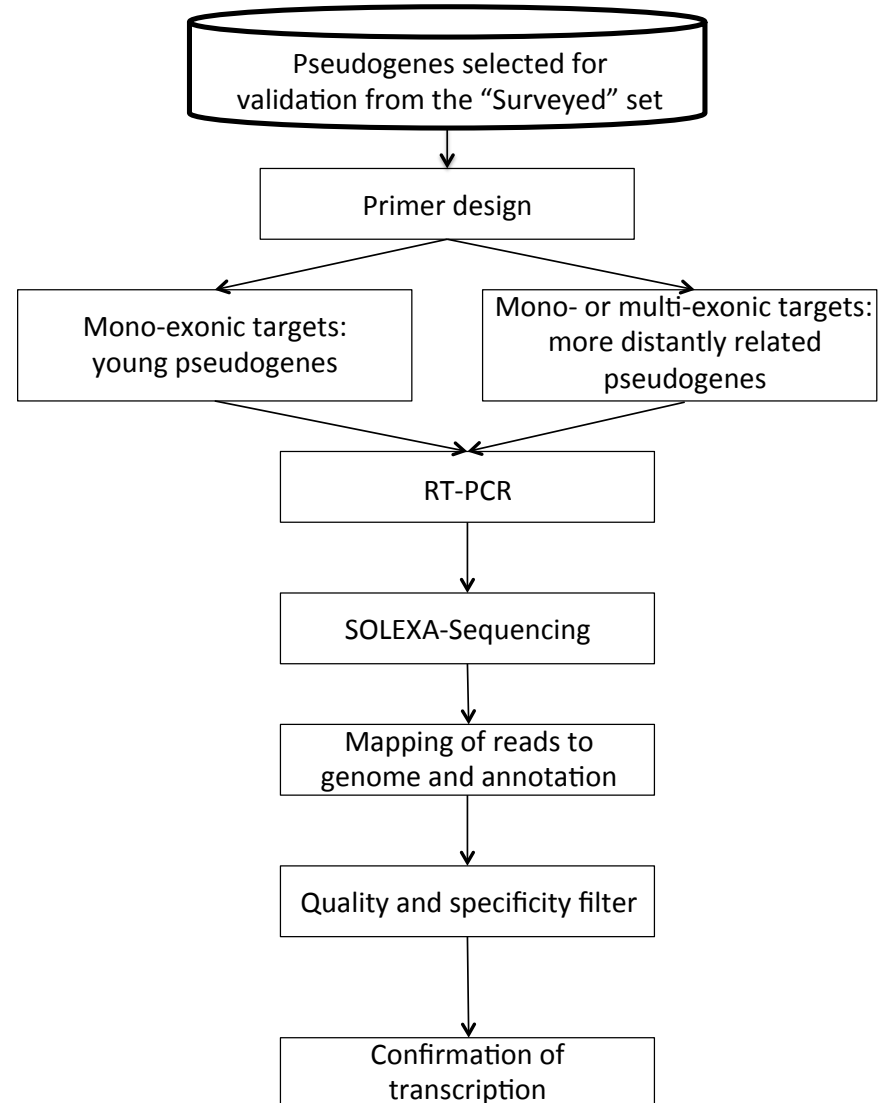 Pseudogenes selected for
validation from the “Surveyed” set
Primer design
Mono-exonic targets:
young pseudogenes
Mono- or multi-exonic targets:
more distantly related
pseudogenes
RT-PCR
SOLEXA-Sequencing
Mapping of reads to
genome and annotation
Quality and specificity filter
Confirmation of
transcription